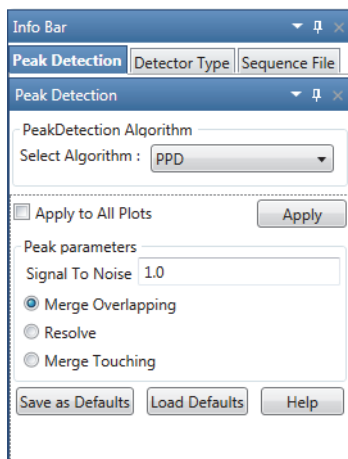 Info Bar
Peak Detection Detector Type Sequence File
Peak Detection
PeakDetection Algorithm
Select Algorithm : PPD
Apply to All Plots Apply
Peak parameters
Signal To Noise 1.0
Merge Overlapping
Resolve
Merge Touching
Save as Defaults Load Defaults Help